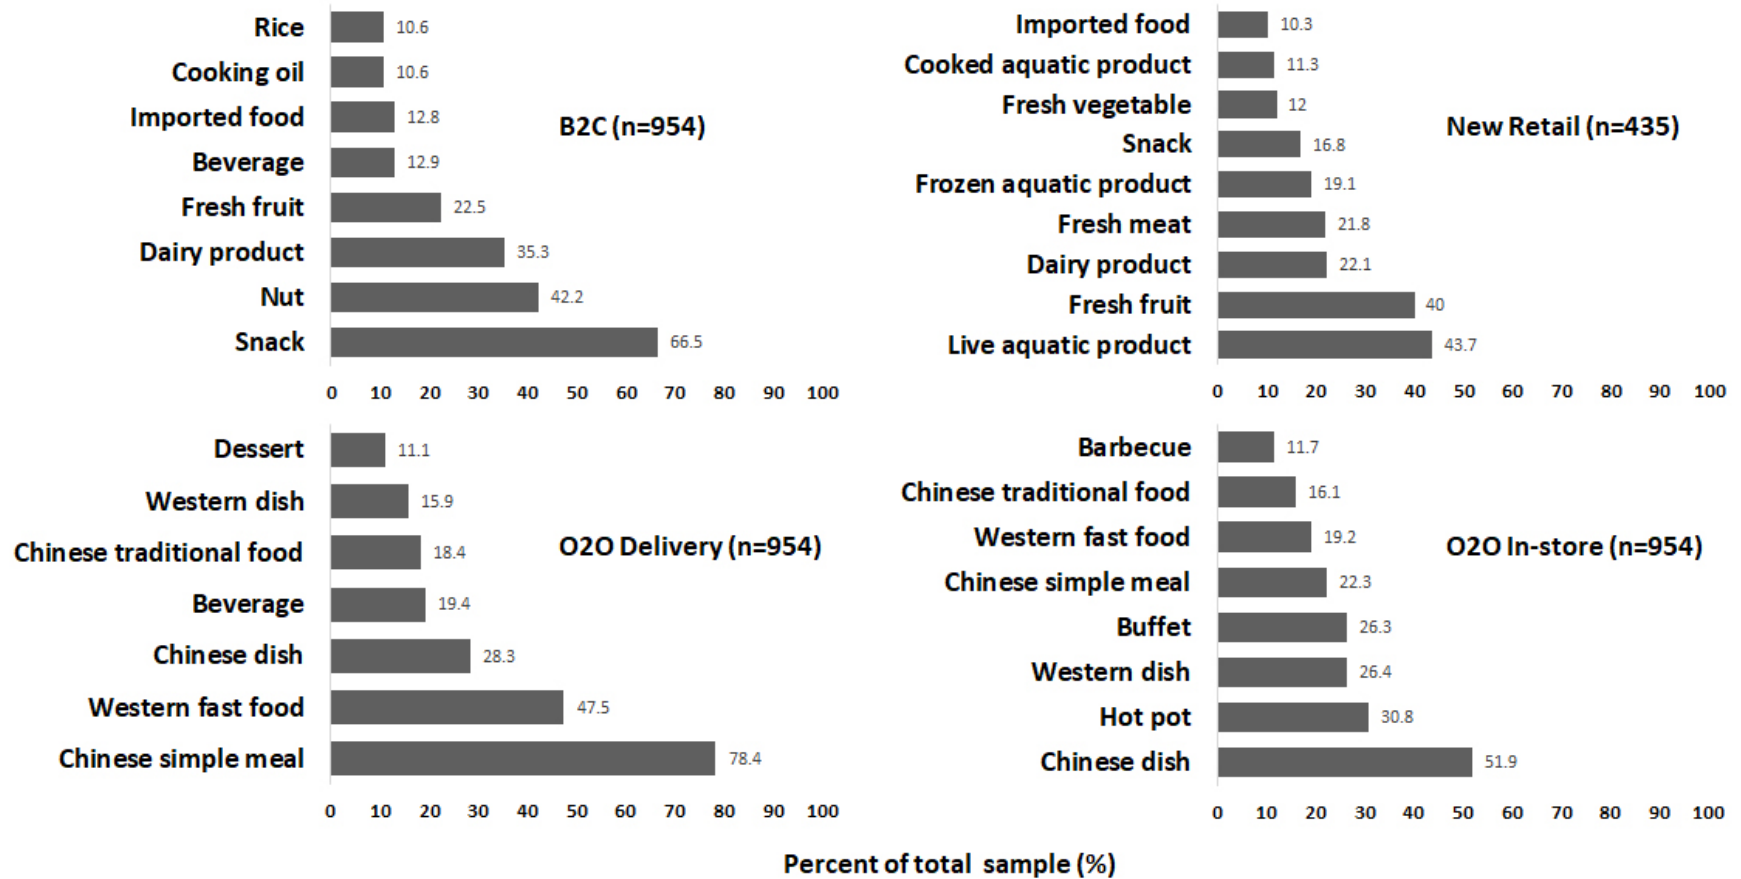 Rice 10.6
Cooking oil 10.6
Imported food 12.8
B2C (n=954)
Beverage 12.9
Fresh fruit 22.5
Dairy product 35.3
Nut 42.2
Snack 66.5
0 10 20 30 40 50 60 70 80 90 100
Imported food 10.3
Cooked aquatic product 11.3
Fresh vegetable 12
New Retail (n=435)
Snack 16.8
Frozen aquatic product 19.1
Fresh meat 21.8
Dairy product 22.1
Fresh fruit 40
Live aquatic product 43.7
0 10 20 30 40 50 60 70 80 90 100
Dessert 11.1
Western dish 15.9
O2O Delivery (n=954)
Chinese traditional food 18.4
Beverage 19.4
Chinese dish 28.3
Western fast food 47.5
Chinese simple meal 78.4
0 10 20 30 40 50 60 70 80 90 100
Barbecue 11.7
Chinese traditional food 16.1
Western fast food 19.2
O2O In-store (n=954)
Chinese simple meal 22.3
Buffet 26.3
Western dish 26.4
Hot pot 30.8
Chinese dish 51.9
0 10 20 30 40 50 60 70 80 90 100
Percent of total sample (%)